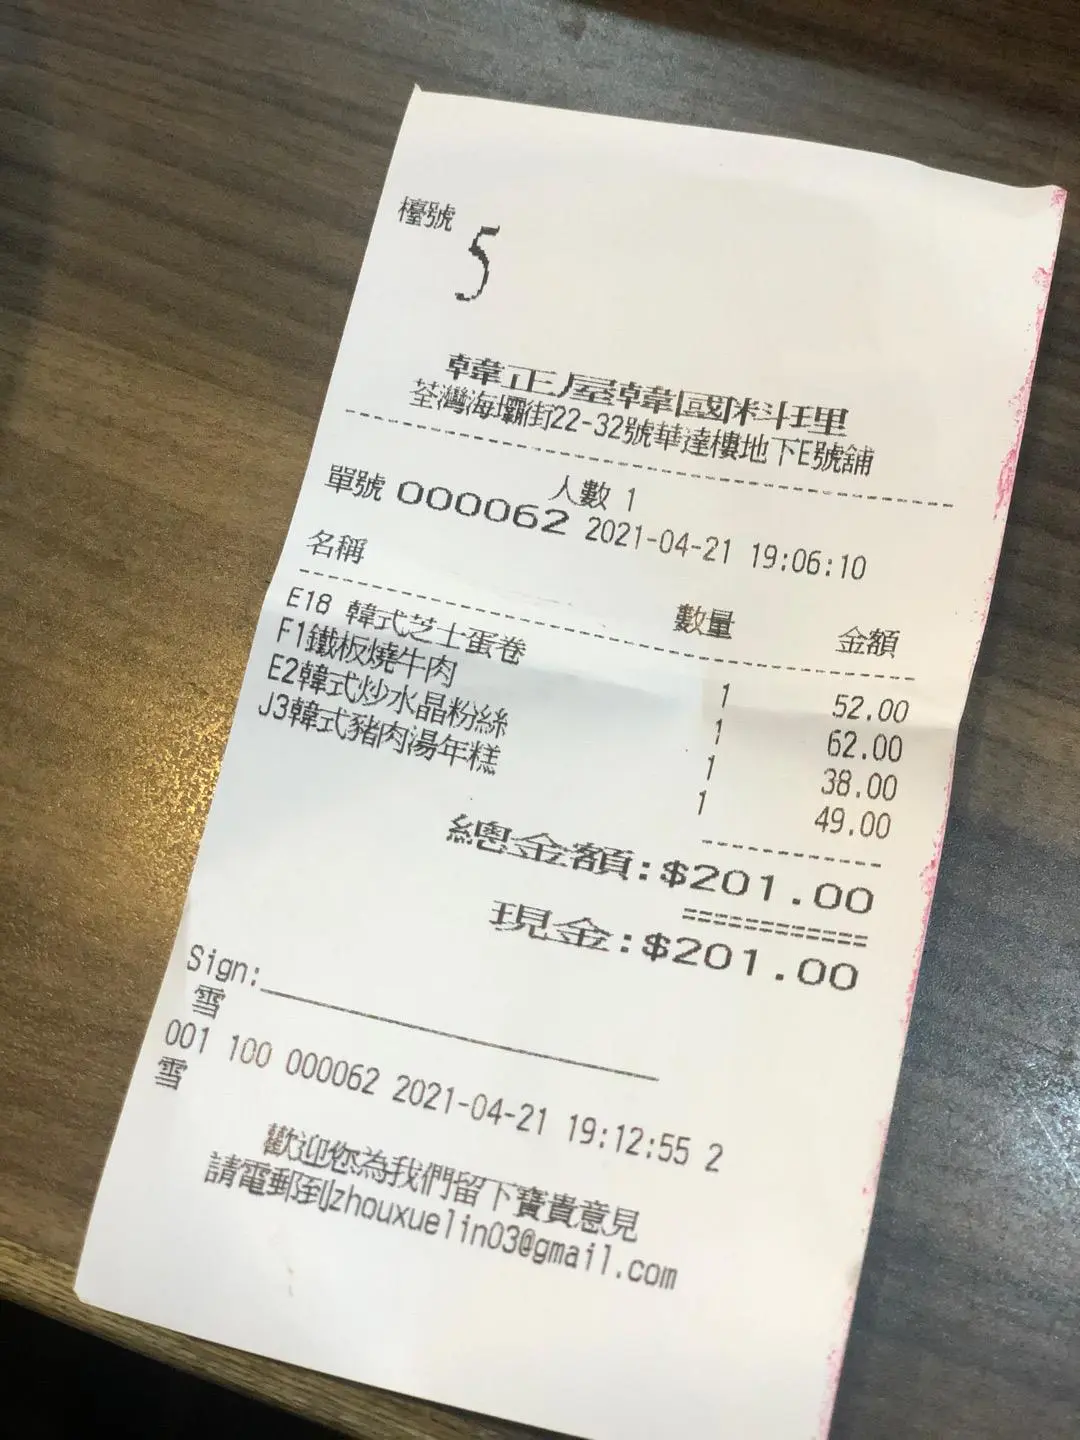 檯號 5
韓正屋韓國料理
荃灣海壩街22-32號華達樓地下E號舖
人數 1
單號 000062 2021-04-21 19:06:10
名稱 數量 金額
E18 韓式芝士蛋卷 1 52.00
F1鐵板燒牛肉 1 62.00
E2韓式炒水晶粉絲 1 38.00
J3韓式豬肉湯年糕 1 49.00
總金額:$201.00
現金:$201.00
Sign:
雪
001 100 000062 2021-04-21 19:12:55 2
雪
歡迎您為我們留下寶貴意見
請電郵到zhouxuelin03@gmail.com